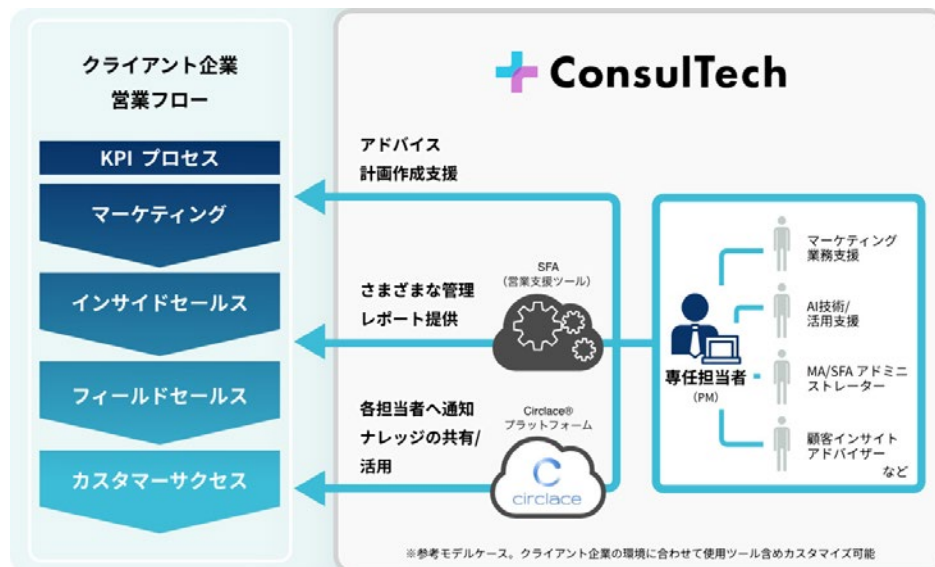 クライアント企業
営業フロー
KPI プロセス
マーケティング
インサイドセールス
フィールドセールス
カスタマーサクセス
ConsulTech
アドバイス
計画作成支援
さまざまな管理
レポート提供
各担当者へ通知
ナレッジの共有/
活用
SFA
(営業支援ツール)
Circlace®
プラットフォーム
circlace
専任担当者
(PM)
マーケティング
業務支援
AI技術/
活用支援
MA/SFA アドミニ
ストレーター
顧客インサイト
アドバイザー
など
※参考モデルケース。クライアント企業の環境に合わせて使用ツール含めカスタマイズ可能